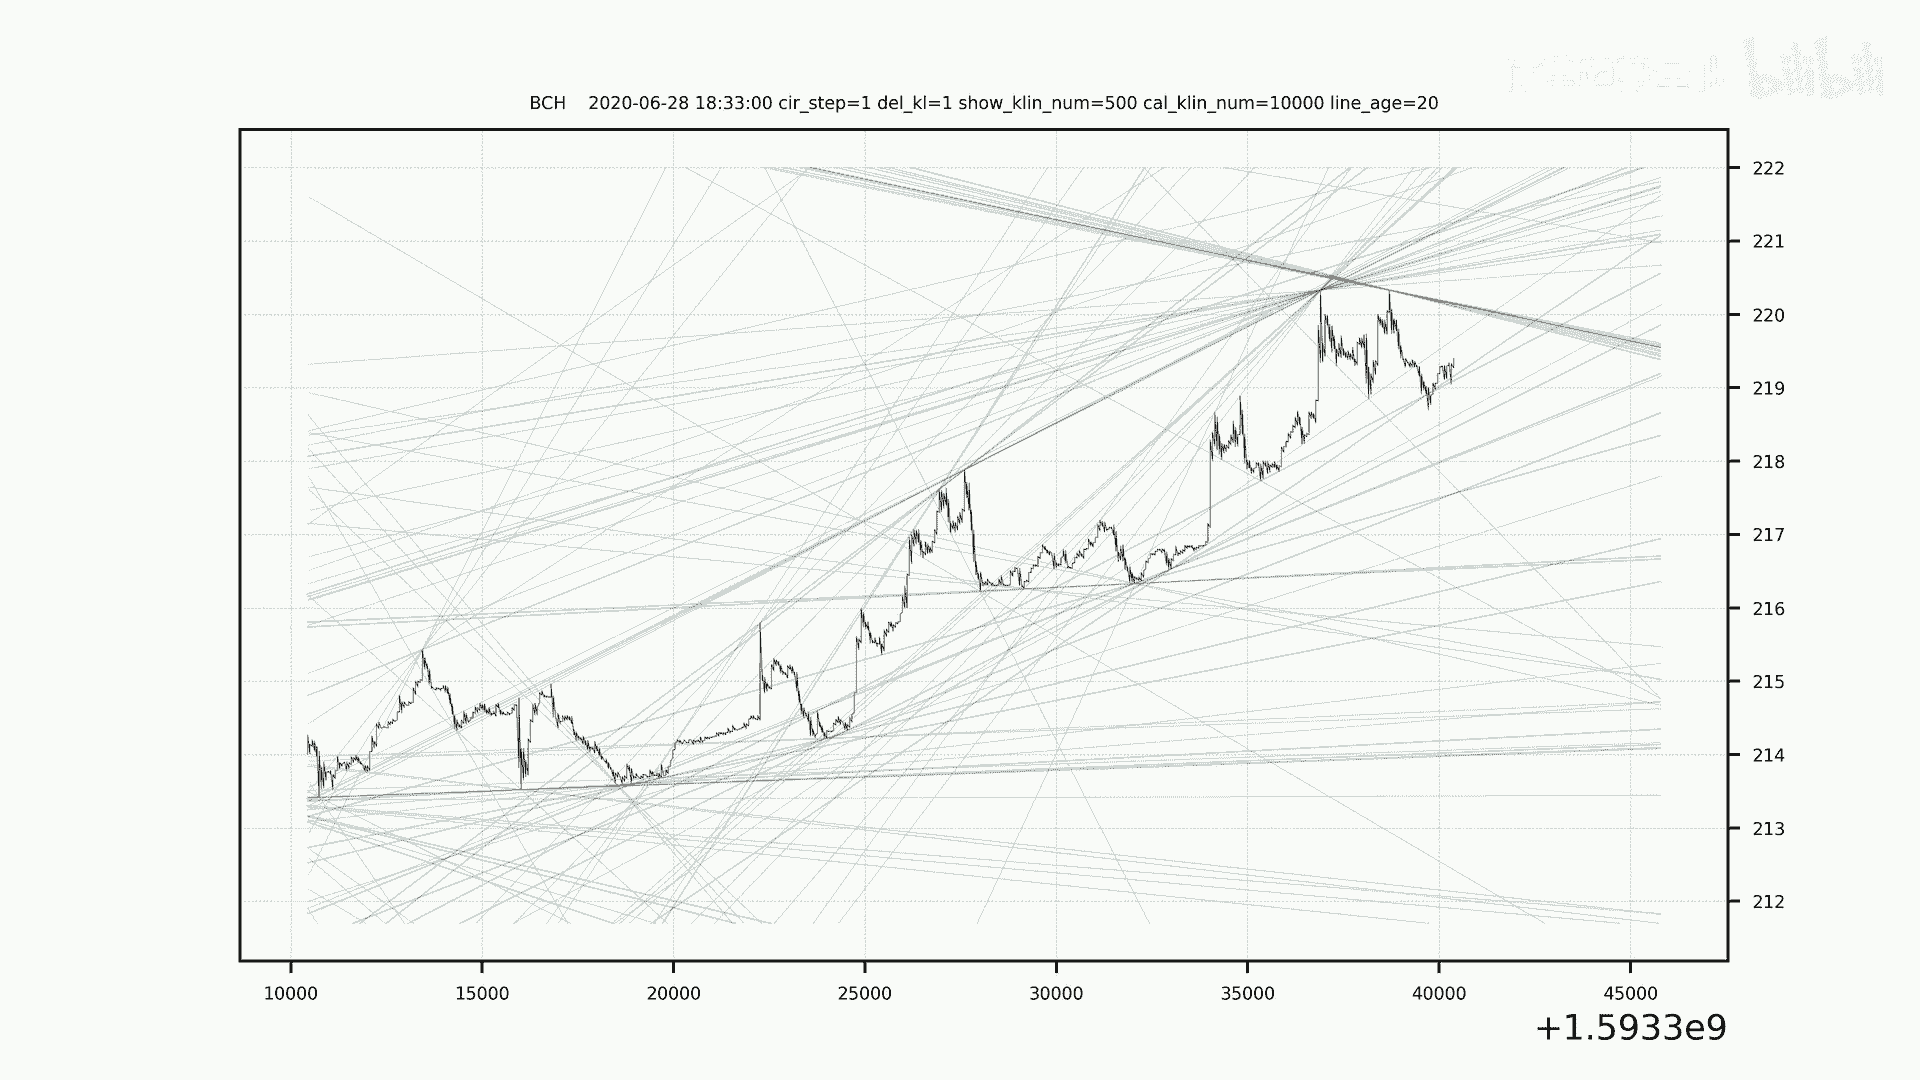 bilibili
BCH 2020-06-28 18:33:00 cir_step=1 del_kl=1 show_klin_num=500 cal_klin_num=10000 line_age=20
222
221
220
219
218
217
216
215
214
213
212
10000 15000 20000 25000 30000 35000 40000 45000
+1.5933e9